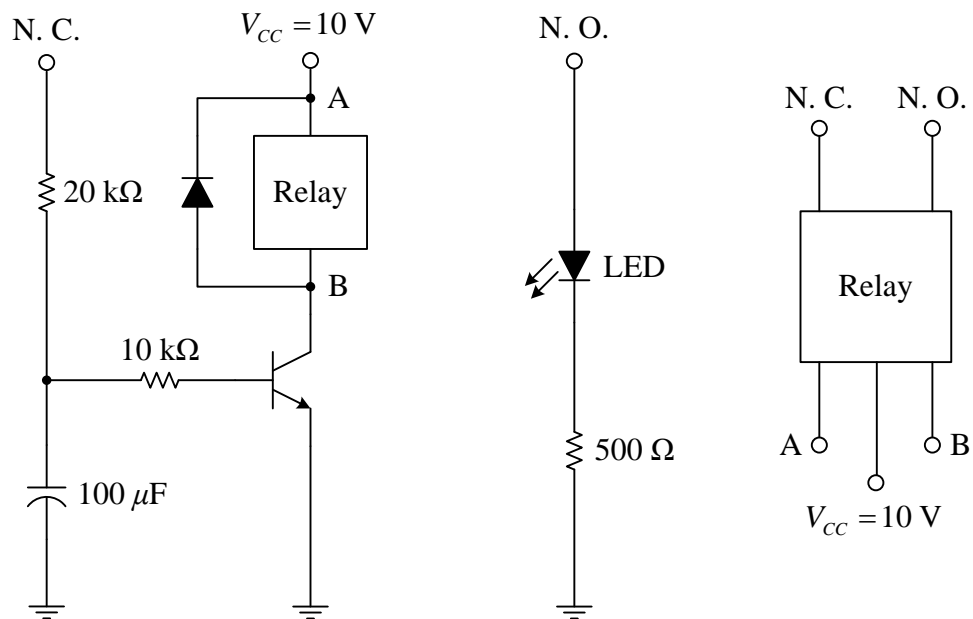 N. C.
V_CC = 10 V
A
20 kΩ
Relay
B
10 kΩ
100 μF
N. O.
LED
500 Ω
N. C.
N. O.
Relay
A
B
V_CC = 10 V